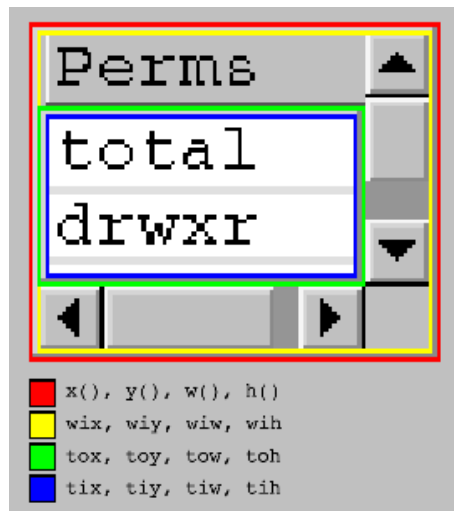 Perms
total
drwxr
x(), y(), w(), h()
wix, wiy, wiw, wih
tox, toy, tow, toh
tix, tiy, tiw, tih